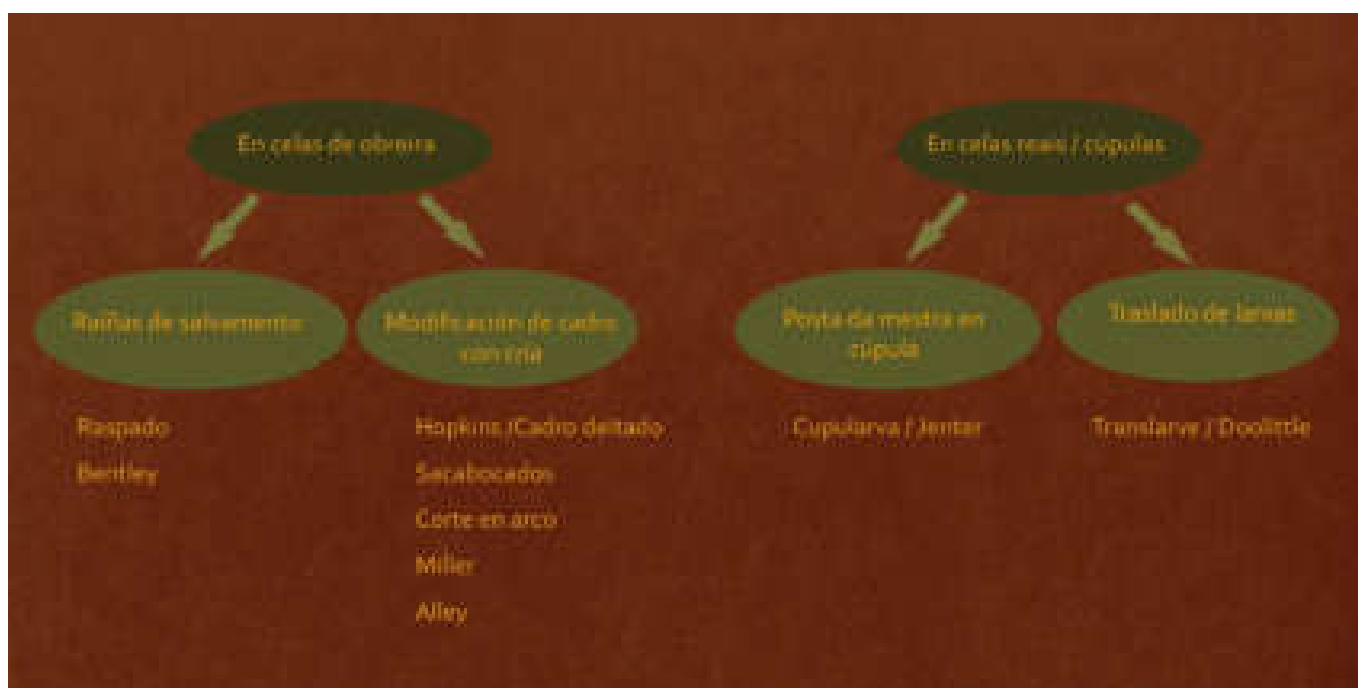 En celas de obreira
En celas reais / cúpulas
Raíñas de salvamento
Modificación de cadro
con cría
Posta da mestra en
cúpula
Traslado de larvas
Raspado
Bentley
Hopkins /Cadro deitado
Sacabocados
Corte en arco
Miller
Alley
Cupularva / Jenter
Translarve / Doolittle